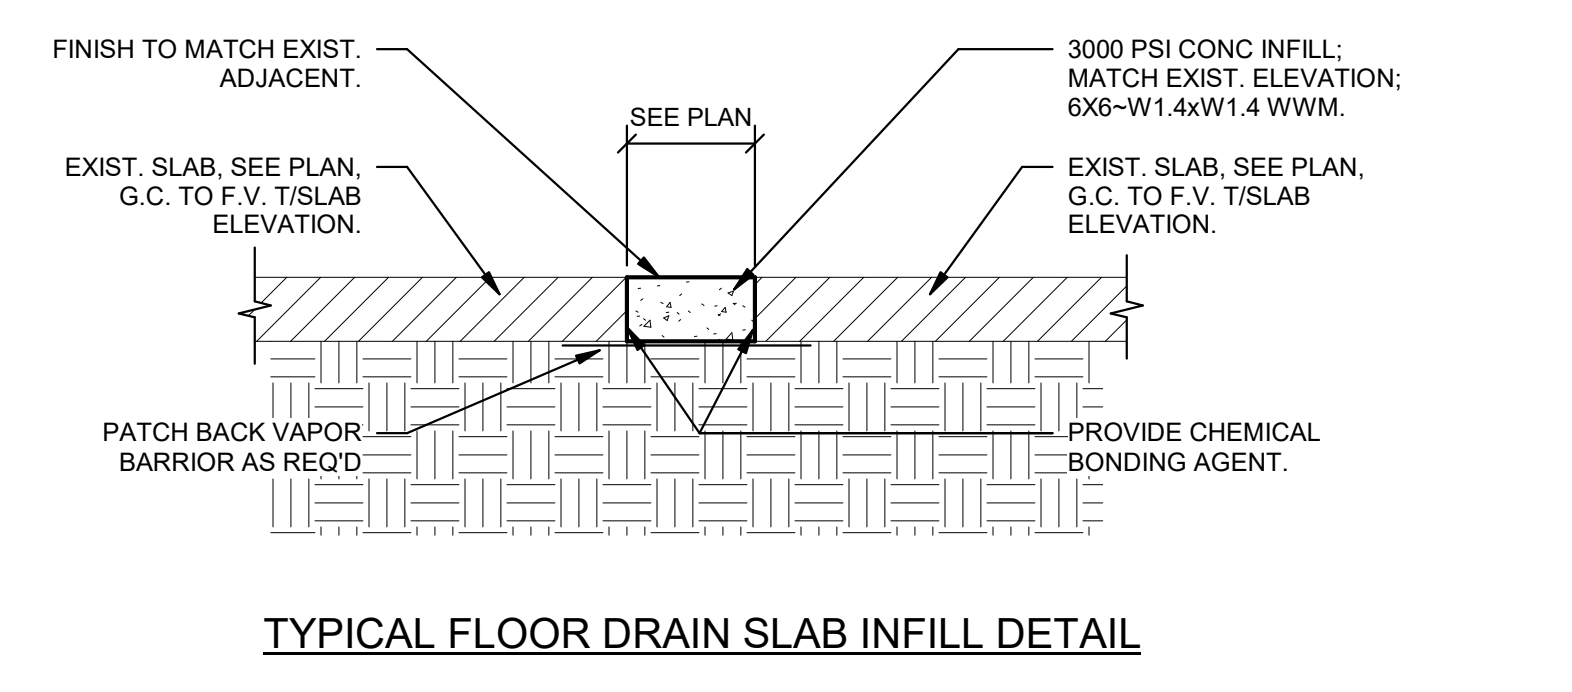 FINISH TO MATCH EXIST.
ADJACENT.
SEE PLAN
3000 PSI CONC INFILL;
MATCH EXIST. ELEVATION;
6X6~W1.4xW1.4 WWM.
EXIST. SLAB, SEE PLAN,
G.C. TO F.V. T/SLAB
ELEVATION.
EXIST. SLAB, SEE PLAN,
G.C. TO F.V. T/SLAB
ELEVATION.
PATCH BACK VAPOR
BARRIOR AS REQ'D
PROVIDE CHEMICAL
BONDING AGENT.
TYPICAL FLOOR DRAIN SLAB INFILL DETAIL